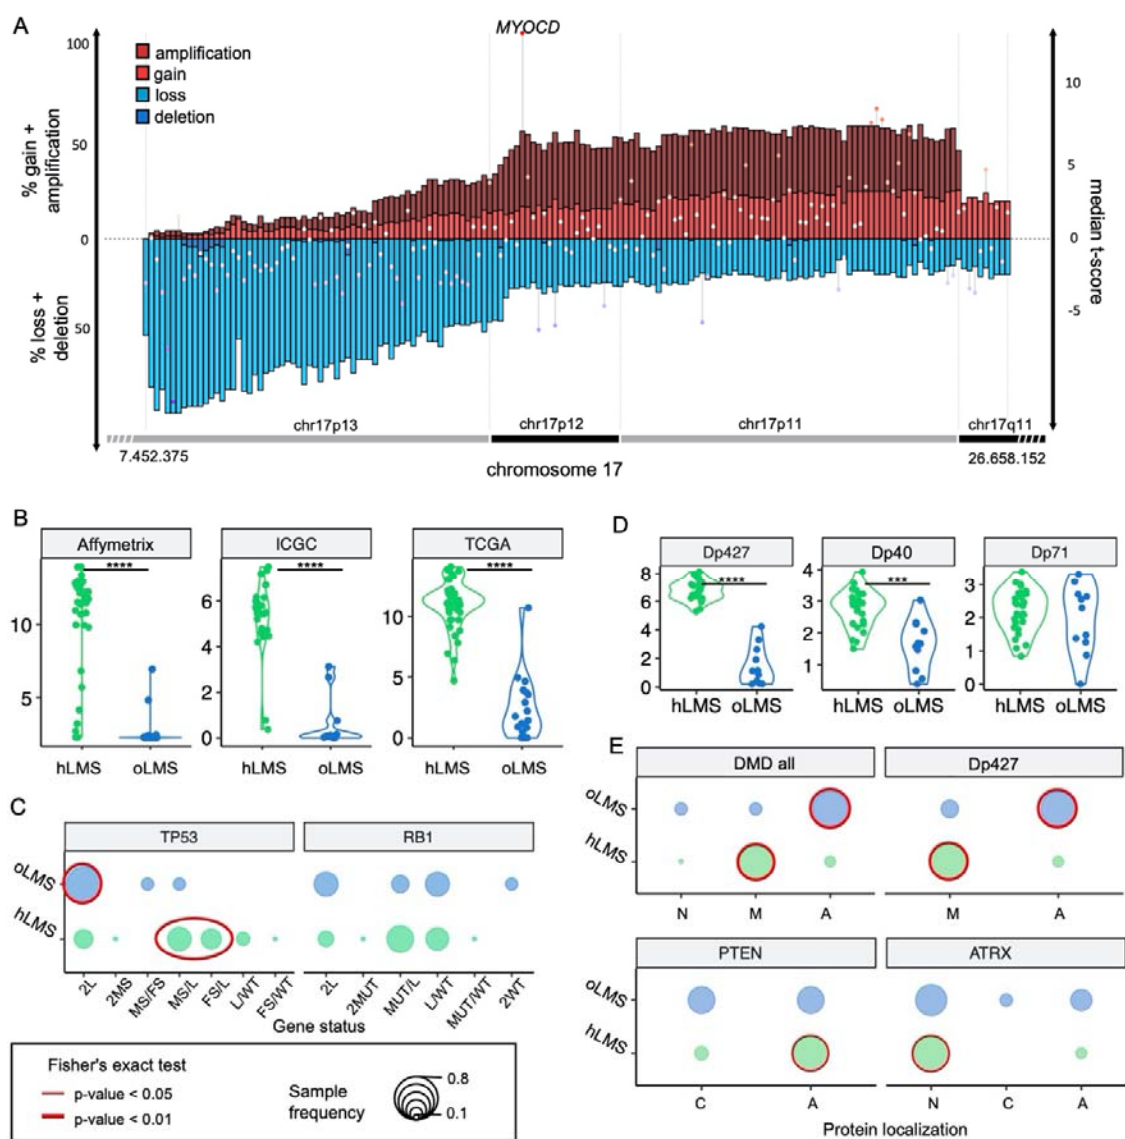 A
MYOCD
100
50
0
50
% gain +
amplification
% loss +
deletion
amplification
gain
loss
deletion
10
5
0
-5
median t-score
chr17p13
chr17p12
chr17p11
chr17q11
7.452.375
26.658.152
chromosome 17
B
Affymetrix
ICGC
TCGA
****
****
****
10
5
6
4
2
0
10
5
0
hLMS
oLMS
hLMS
oLMS
hLMS
oLMS
C
TP53
RB1
oLMS
hLMS
2L
2MS
MS/FS
MS/L
FS/L
L/WT
FS/WT
2L
2MUT
MUT/L
L/WT
MUT/WT
2WT
Gene status
Fisher's exact test
p-value < 0.05
p-value < 0.01
Sample
frequency
0.8
0.1
D
Dp427
Dp40
Dp71
****
***
8
6
4
2
0
4
3
2
1
3
2
1
0
hLMS
oLMS
hLMS
oLMS
hLMS
oLMS
E
DMD all
Dp427
oLMS
hLMS
N
M
A
M
A
PTEN
ATRX
oLMS
hLMS
C
A
N
C
A
Protein localization